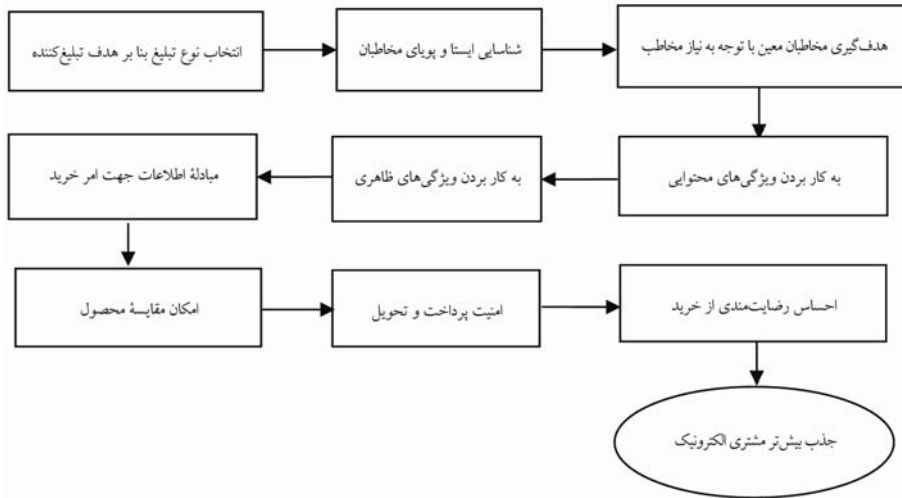 انتخاب نوع تبلیغ بنا بر هدف تبلیغ‌کننده
شناسایی ایستا و پویای مخاطبان
هدف‌گیری مخاطبان معین با توجه به نیاز مخاطب
به کار بردن ویژگی‌های محتوایی
به کار بردن ویژگی‌های ظاهری
مبادلهٔ اطلاعات جهت امر خرید
امکان مقایسهٔ محصول
امنیت پرداخت و تحویل
احساس رضایت‌مندی از خرید
جذب بیش‌تر مشتری الکترونیک